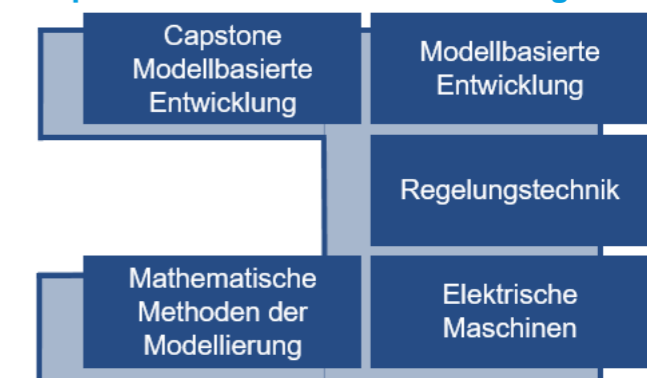 Capstone
Modellbasierte
Entwicklung
Modellbasierte
Entwicklung
Regelungstechnik
Mathematische
Methoden der
Modellierung
Elektrische
Maschinen